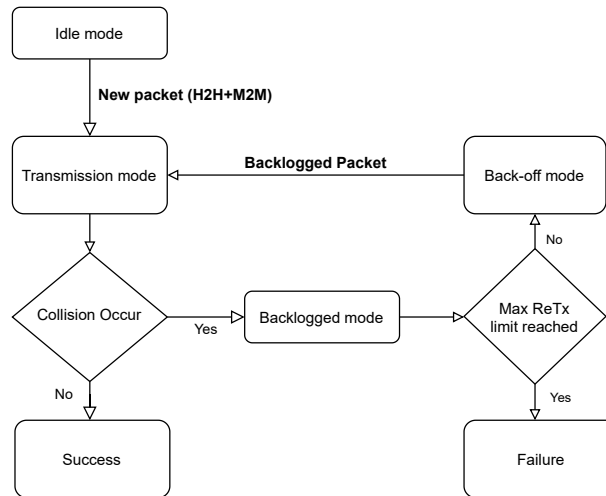 Idle mode
New packet (H2H+M2M)
Transmission mode
Backlogged Packet
Back-off mode
No
Collision Occur
Yes
Backlogged mode
Max ReTx
limit reached
No
Yes
Success
Failure